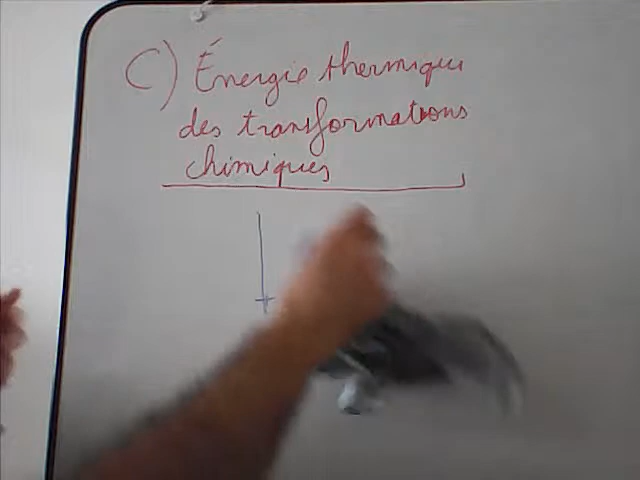 C) Énergie thermique
des transformations
chimiques